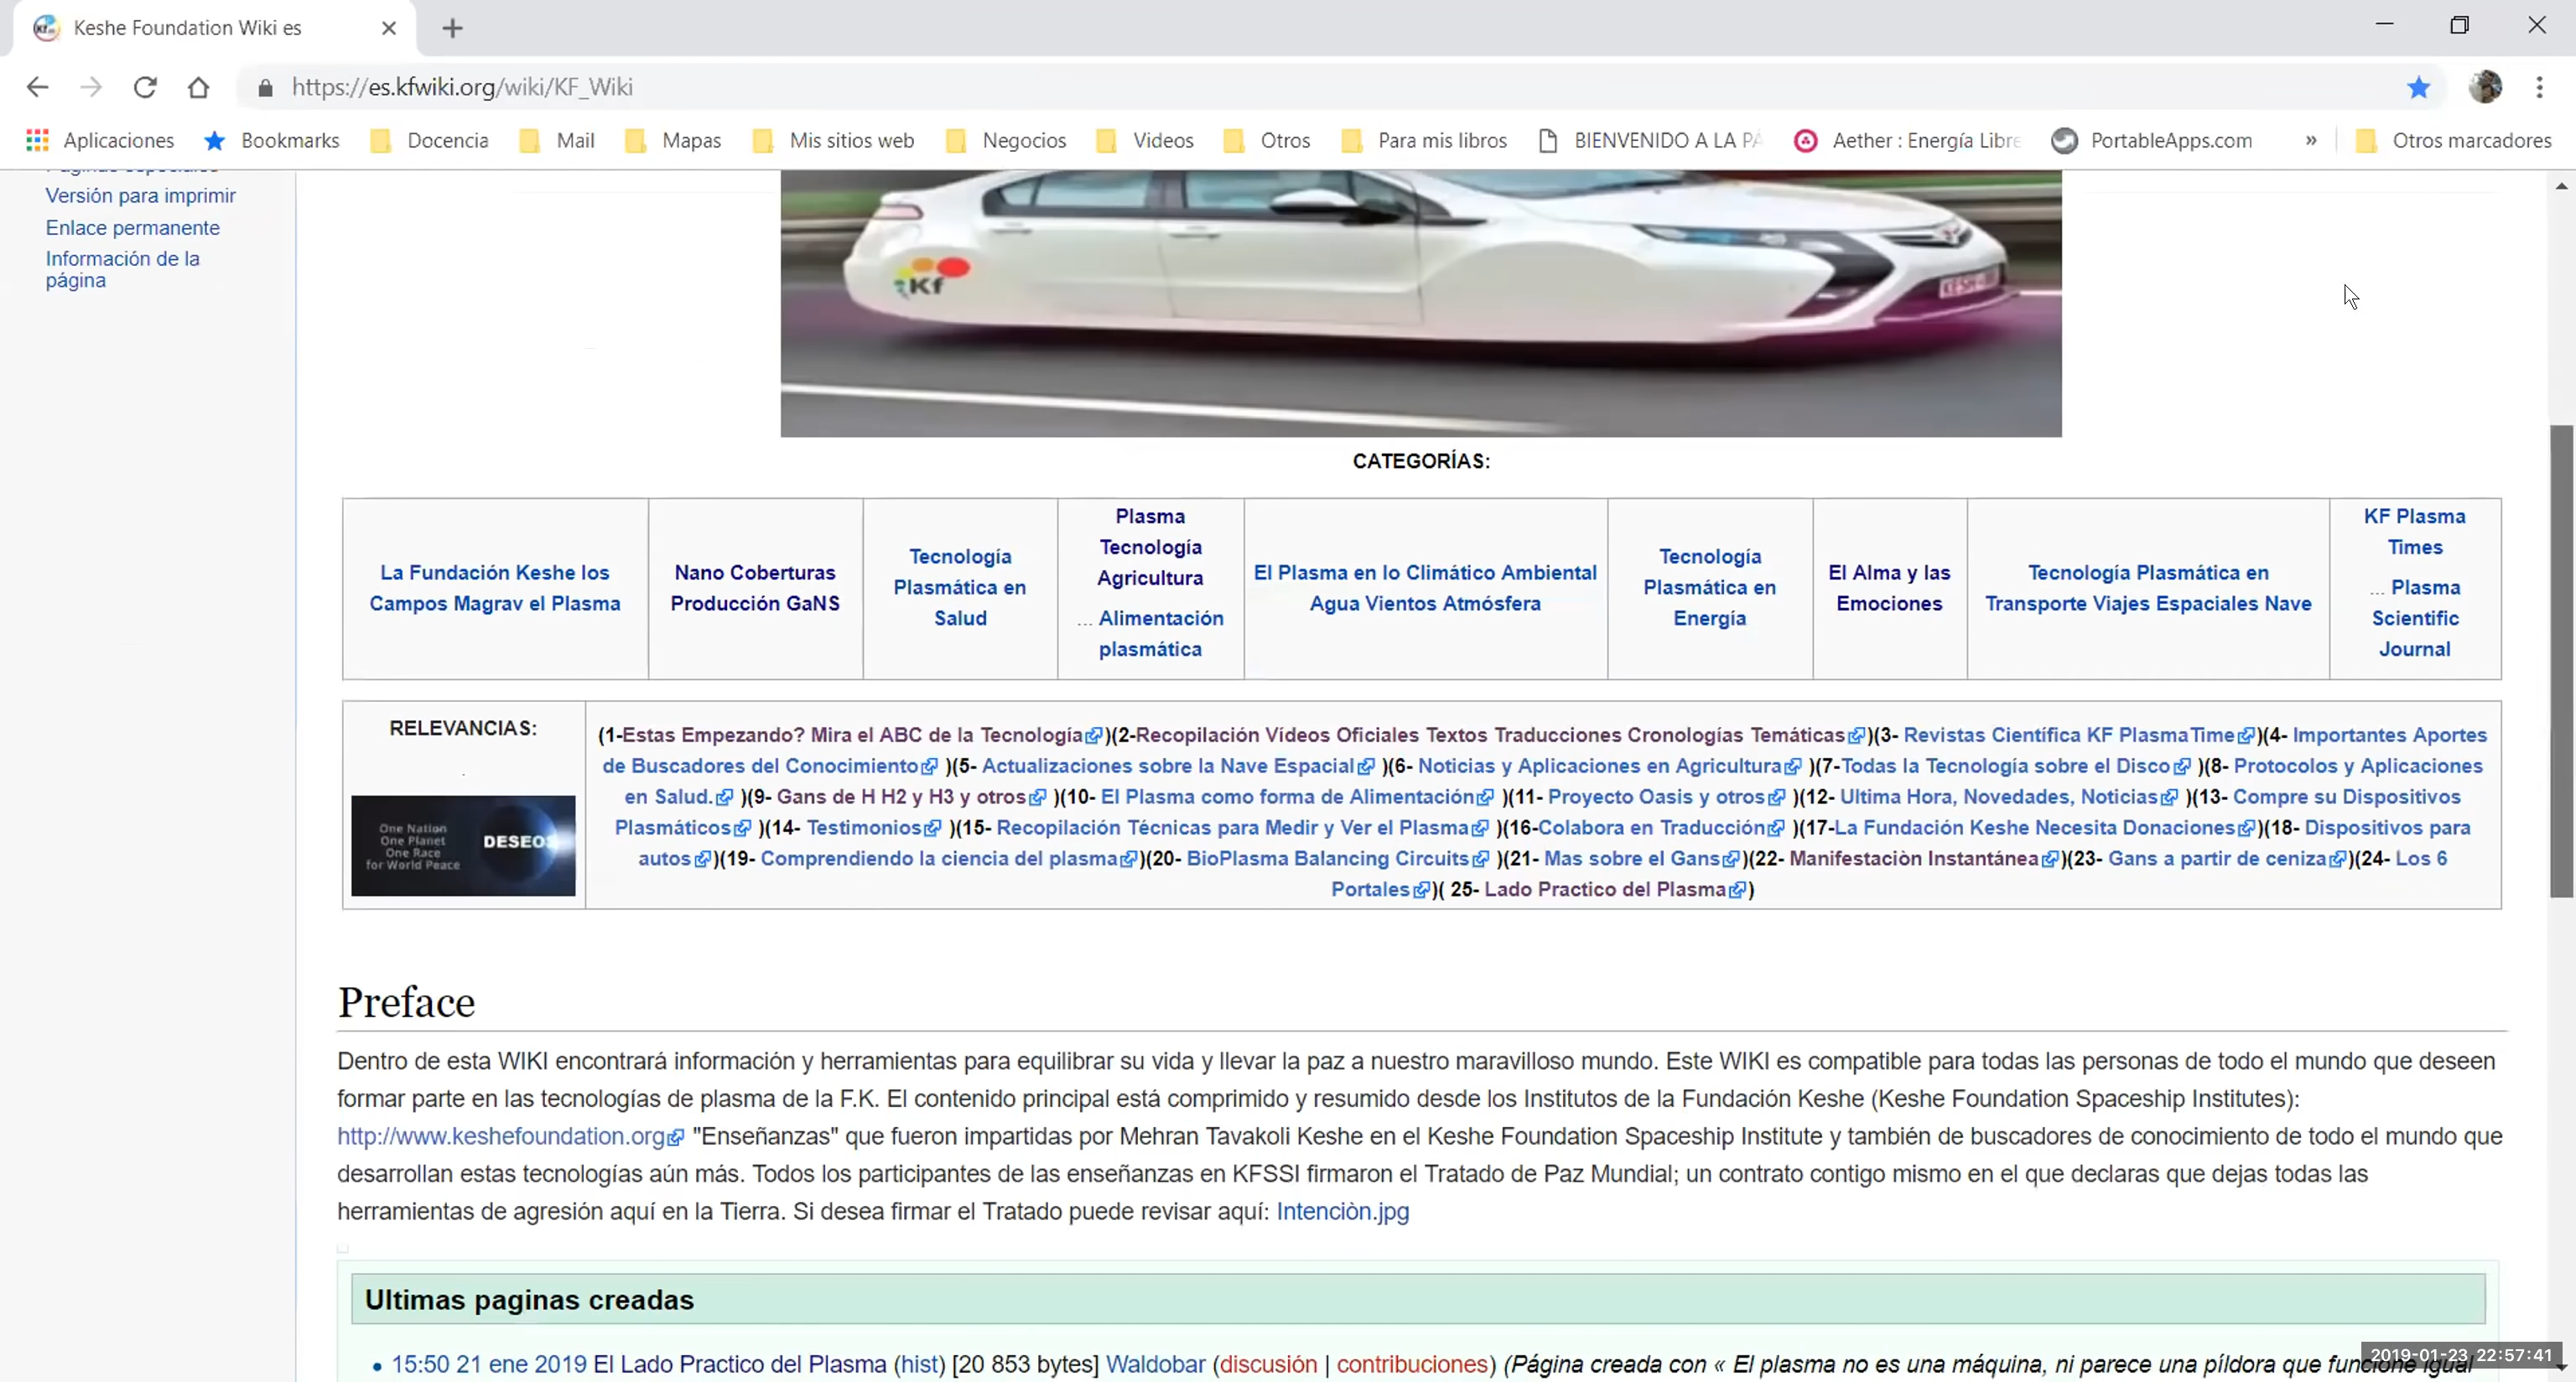 Keshe Foundation Wiki es
https://es.kfwiki.org/wiki/KF_Wiki
Aplicaciones Bookmarks Docencia Mail Mapas Mis sitios web Negocios Videos Otros Para mis libros BIENVENIDO A LA PÁ Aether : Energía Libre PortableApps.com » Otros marcadores
Páginas especiales
Versión para imprimir
Enlace permanente
Información de la
página
Kf
CATEGORÍAS:
La Fundación Keshe los
Campos Magrav el Plasma
Nano Coberturas
Producción GaNS
Tecnología
Plasmática en
Salud
Plasma
Tecnología
Agricultura
... Alimentación
plasmática
El Plasma en lo Climático Ambiental
Agua Vientos Atmósfera
Tecnología
Plasmática en
Energía
El Alma y las
Emociones
Tecnología Plasmática en
Transporte Viajes Espaciales Nave
KF Plasma
Times
... Plasma
Scientific
Journal
RELEVANCIAS:
.
One Nation
One Planet
One Race
for World Peace
DESEOS
(1-Estas Empezando? Mira el ABC de la Tecnología)(2-Recopilación Vídeos Oficiales Textos Traducciones Cronologías Temáticas)(3- Revistas Científica KF PlasmaTime)(4- Importantes Aportes
de Buscadores del Conocimiento )(5- Actualizaciones sobre la Nave Espacial )(6- Noticias y Aplicaciones en Agricultura )(7-Todas la Tecnología sobre el Disco )(8- Protocolos y Aplicaciones
en Salud. )(9- Gans de H H2 y H3 y otros )(10- El Plasma como forma de Alimentación )(11- Proyecto Oasis y otros )(12- Ultima Hora, Novedades, Noticias )(13- Compre su Dispositivos
Plasmáticos )(14- Testimonios )(15- Recopilación Técnicas para Medir y Ver el Plasma )(16-Colabora en Traducción )(17-La Fundación Keshe Necesita Donaciones)(18- Dispositivos para
autos)(19- Comprendiendo la ciencia del plasma)(20- BioPlasma Balancing Circuits )(21- Mas sobre el Gans)(22- Manifestaciòn Instantánea)(23- Gans a partir de ceniza)(24- Los 6
Portales)( 25- Lado Practico del Plasma)
Preface
Dentro de esta WIKI encontrará información y herramientas para equilibrar su vida y llevar la paz a nuestro maravilloso mundo. Este WIKI es compatible para todas las personas de todo el mundo que deseen
formar parte en las tecnologías de plasma de la F.K. El contenido principal está comprimido y resumido desde los Institutos de la Fundación Keshe (Keshe Foundation Spaceship Institutes):
http://www.keshefoundation.org "Enseñanzas" que fueron impartidas por Mehran Tavakoli Keshe en el Keshe Foundation Spaceship Institute y también de buscadores de conocimiento de todo el mundo que
desarrollan estas tecnologías aún más. Todos los participantes de las enseñanzas en KFSSI firmaron el Tratado de Paz Mundial; un contrato contigo mismo en el que declaras que dejas todas las
herramientas de agresión aquí en la Tierra. Si desea firmar el Tratado puede revisar aquí: Intenciòn.jpg
Ultimas paginas creadas
• 15:50 21 ene 2019 El Lado Practico del Plasma (hist) [20 853 bytes] Waldobar (discusión | contribuciones) (Página creada con « El plasma no es una máquina, ni parece una píldora que funcione igual
2019-01-23 22:57:41